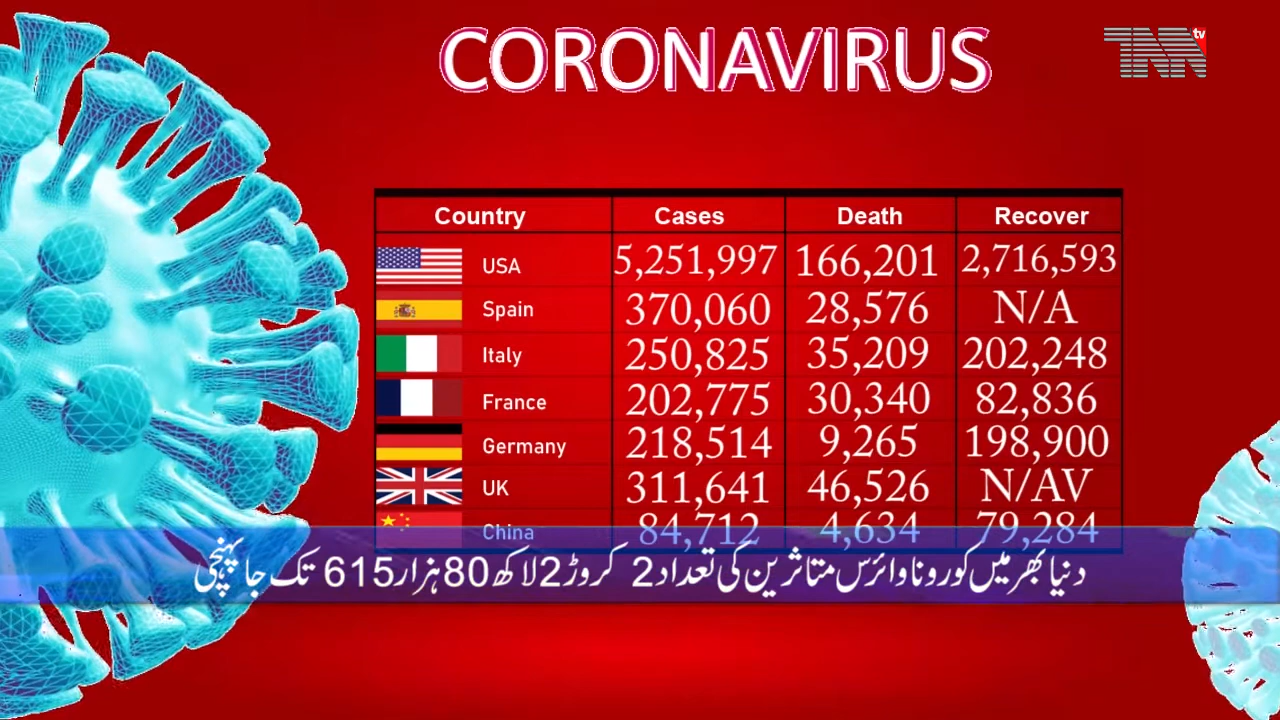 CORONAVIRUS
TNN tv
Country Cases Death Recover
USA 5,251,997 166,201 2,716,593
Spain 370,060 28,576 N/A
Italy 250,825 35,209 202,248
France 202,775 30,340 82,836
Germany 218,514 9,265 198,900
UK 311,641 46,526 N/AV
China 84,712 4,634 79,284
دنیا بھر میں کورونا وائرس متاثرین کی تعداد 2 کروڑ 2 لاکھ 80 ہزار 615 تک جا پہنچی